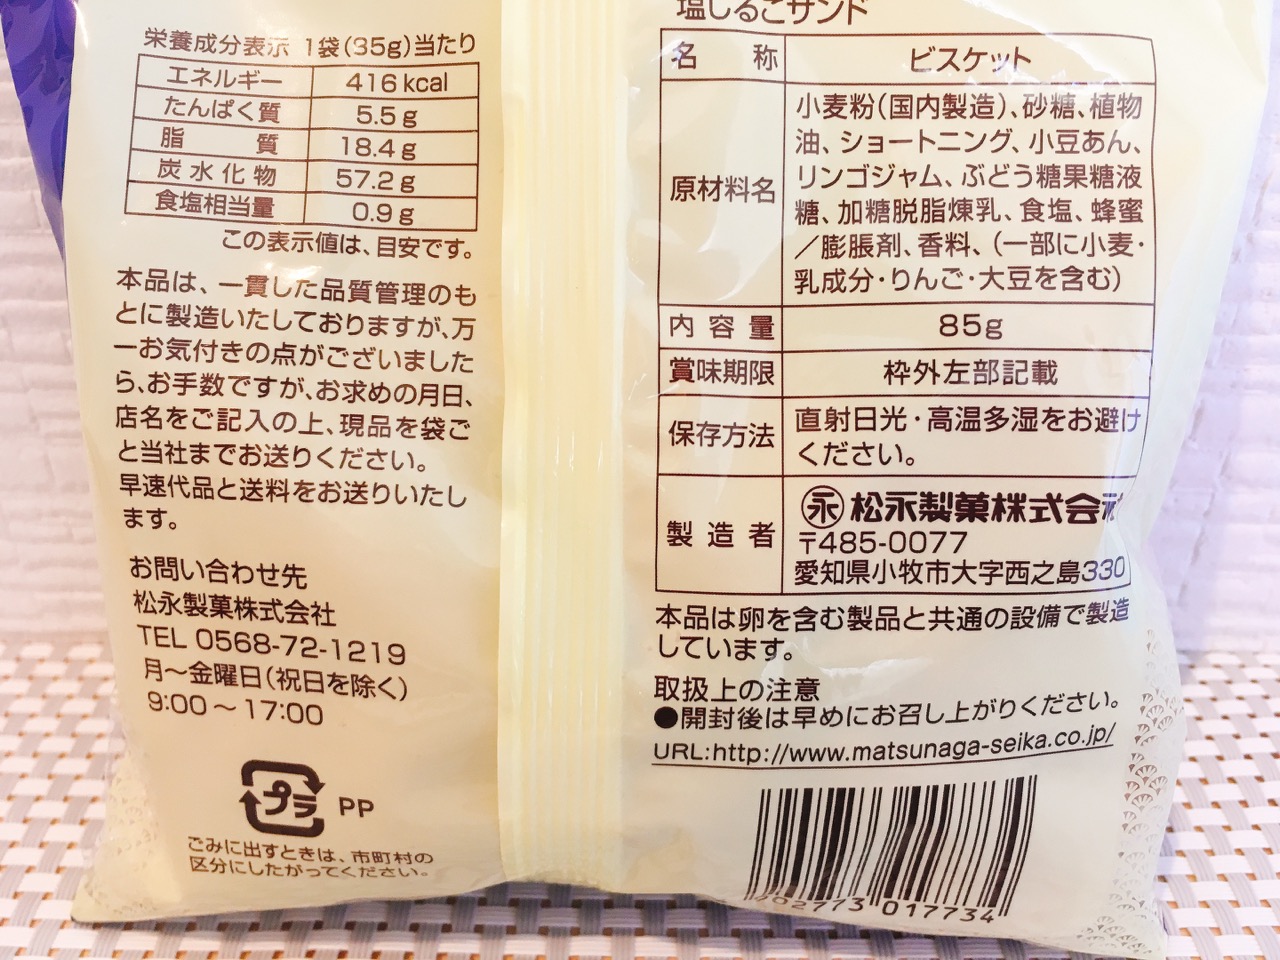 栄養成分表示 1袋(35g)当たり
エネルギー 416kcal
たんぱく質 5.5g
脂質 18.4g
炭水化物 57.2g
食塩相当量 0.9g
この表示値は、目安です。
本品は、一貫した品質管理のも
とに製造いたしておりますが、万
一お気付きの点がございました
ら、お手数ですが、お求めの月日、
店名をご記入の上、現品を袋ご
と当社までお送りください。
早速代品と送料をお送りいたし
ます。
お問い合わせ先
松永製菓株式会社
TEL 0568-72-1219
月～金曜日(祝日を除く)
9:00～17:00
プラ PP
ごみに出すときは、市町村の
区分にしたがってください。
塩しるこサンド
名称 ビスケット
原材料名
小麦粉(国内製造)、砂糖、植物
油、ショートニング、小豆あん、
リンゴジャム、ぶどう糖果糖液
糖、加糖脱脂煉乳、食塩、蜂蜜
／膨脹剤、香料、(一部に小麦・
乳成分・りんご・大豆を含む)
内容量 85g
賞味期限 枠外左部記載
保存方法
直射日光・高温多湿をお避け
ください。
製造者
永 松永製菓株式会社
〒485-0077
愛知県小牧市大字西之島330
本品は卵を含む製品と共通の設備で製造
しています。
取扱上の注意
●開封後は早めにお召し上がりください。
URL:http://www.matsunaga-seika.co.jp/
702773 017734